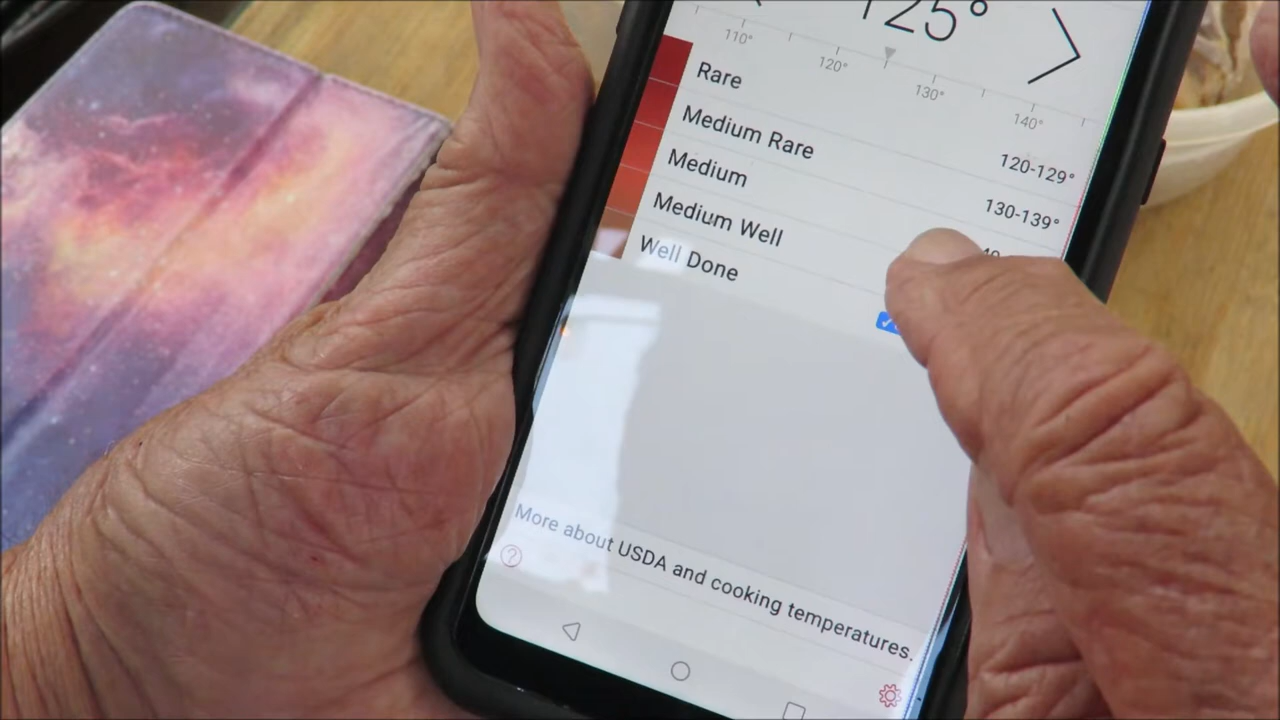 125°
110°
120°
130°
140°
Rare
120-129°
Medium Rare
130-139°
Medium
Medium Well
Well Done
More about USDA and cooking temperatures.